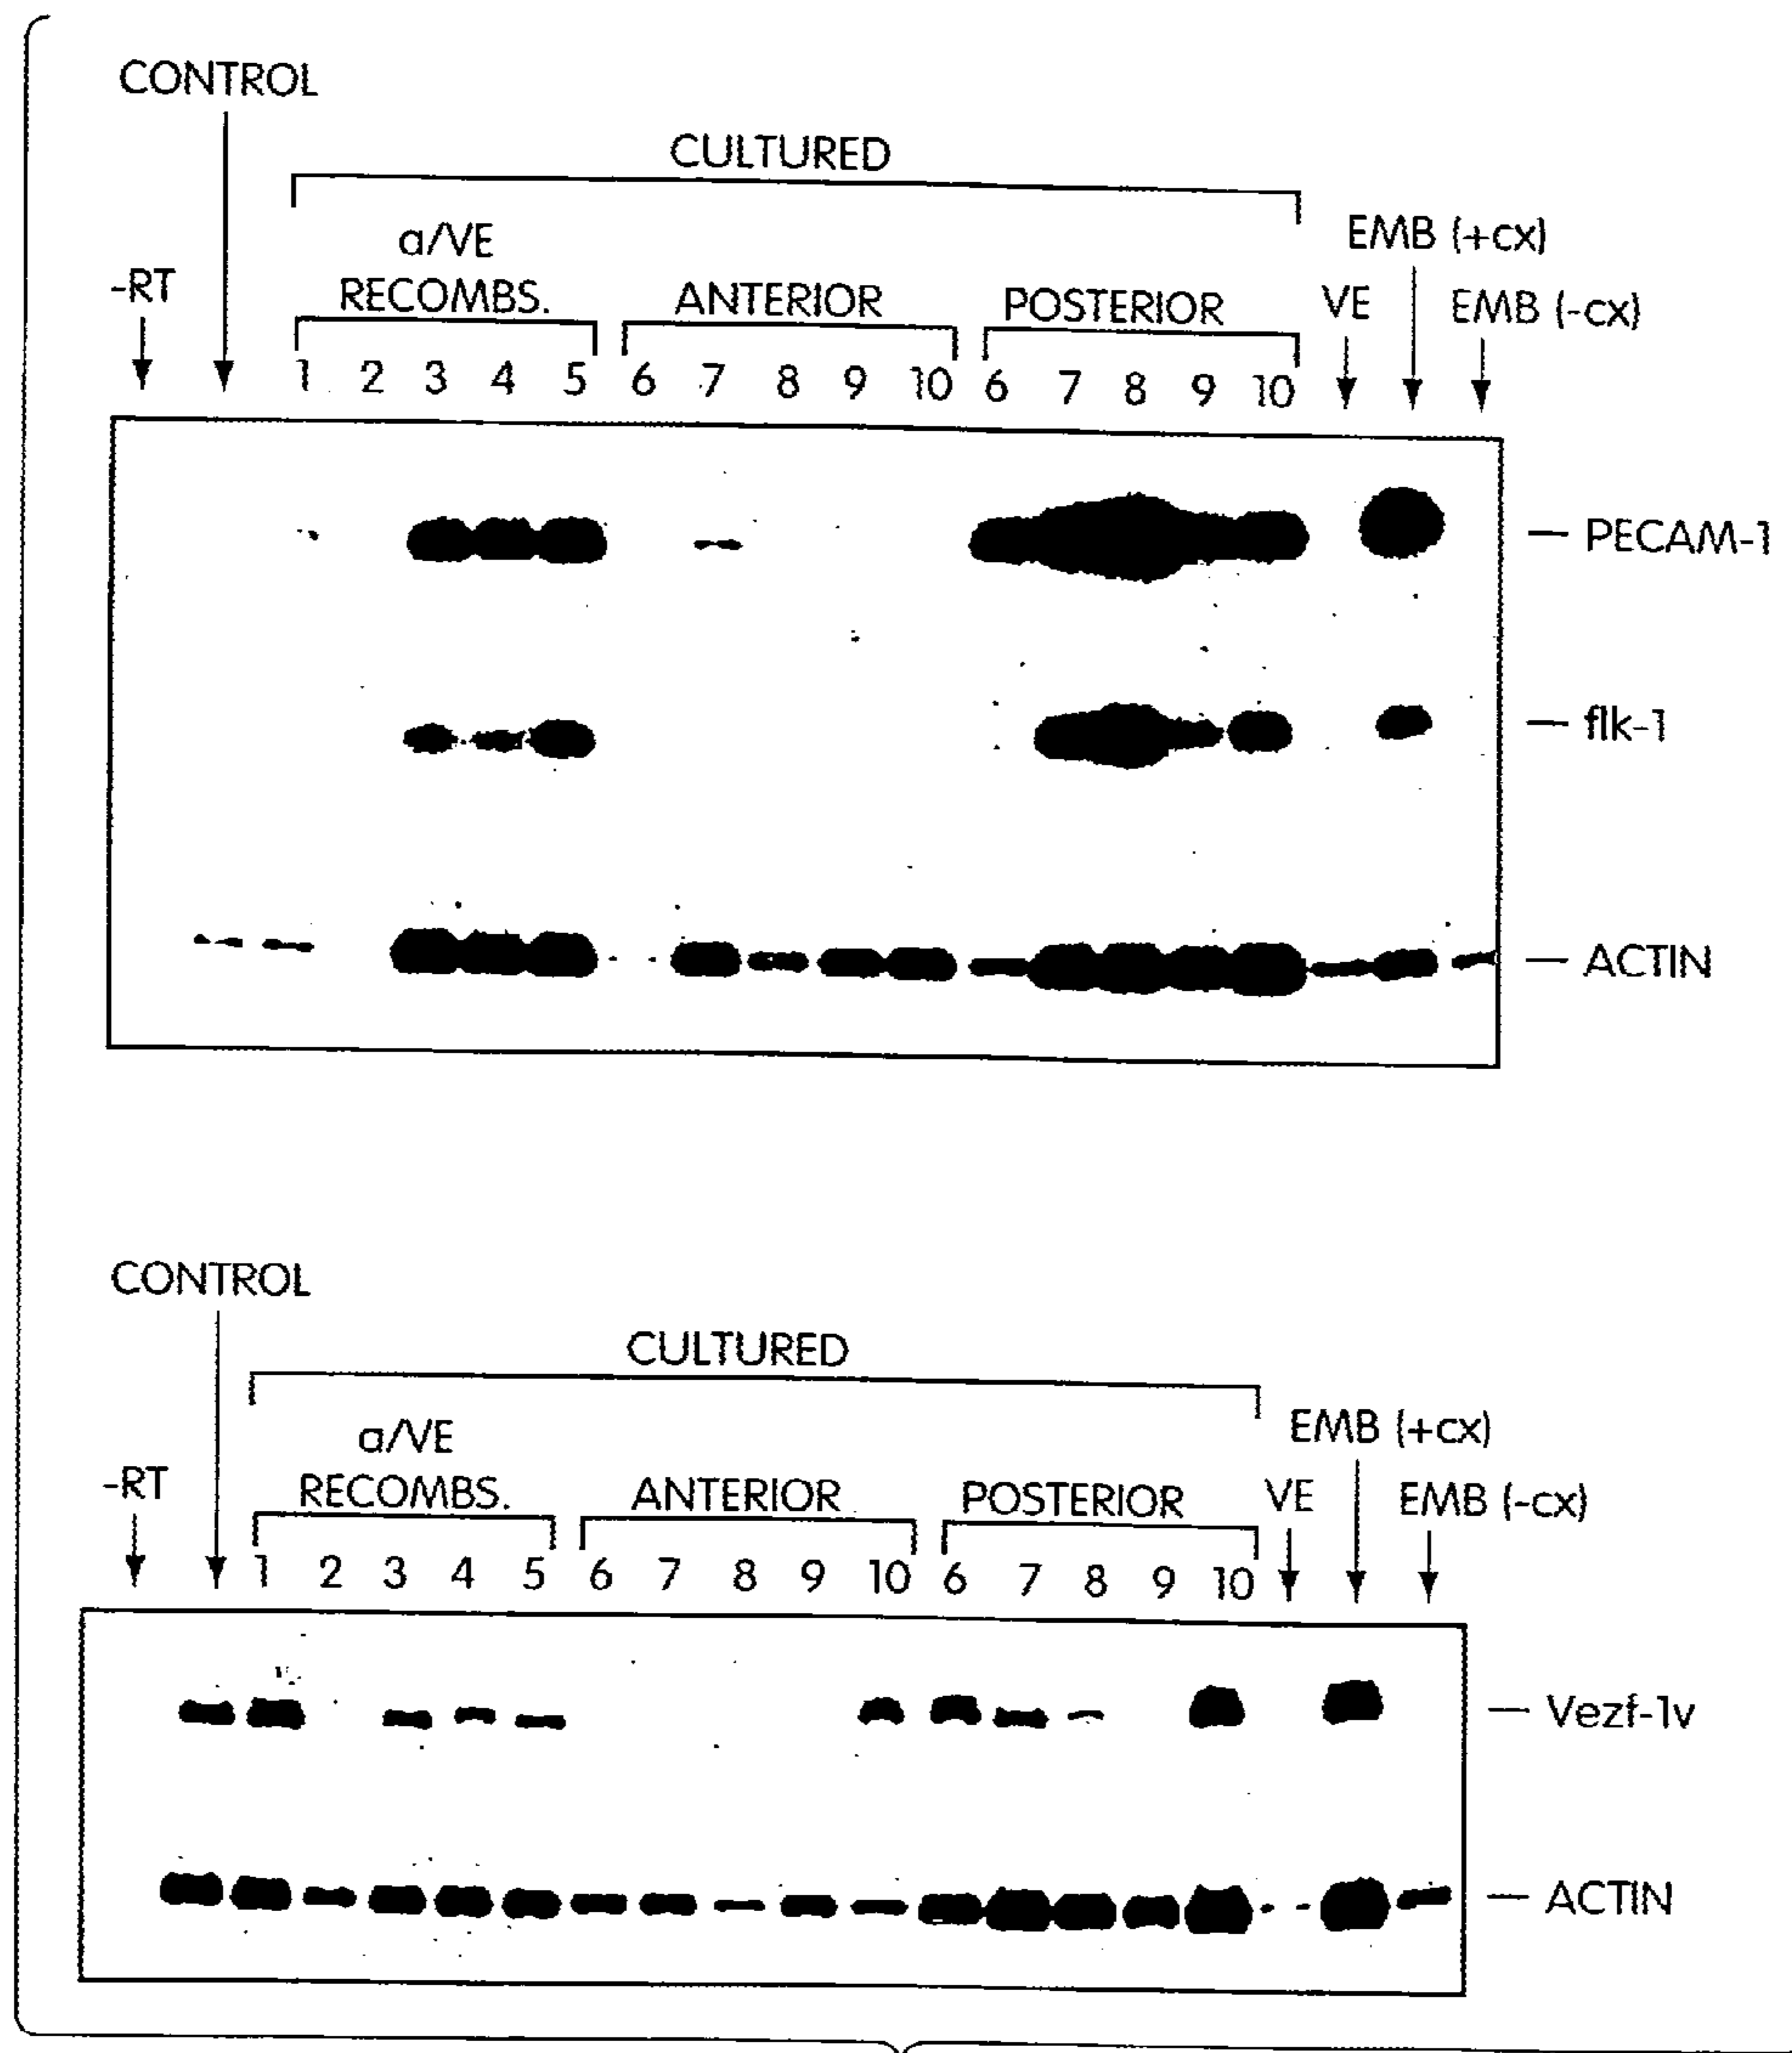 CONTROL
CULTURED
a/VE
RECOMBS.
-RT
ANTERIOR
POSTERIOR
VE
EMB (+cx)
EMB (-cx)
1 2 3 4 5 6 7 8 9 10 6 7 8 9 10
PECAM-1
flk-1
ACTIN
CONTROL
CULTURED
a/VE
RECOMBS.
-RT
ANTERIOR
POSTERIOR
VE
EMB (+cx)
EMB (-cx)
1 2 3 4 5 6 7 8 9 10 6 7 8 9 10
Vezf-1v
ACTIN